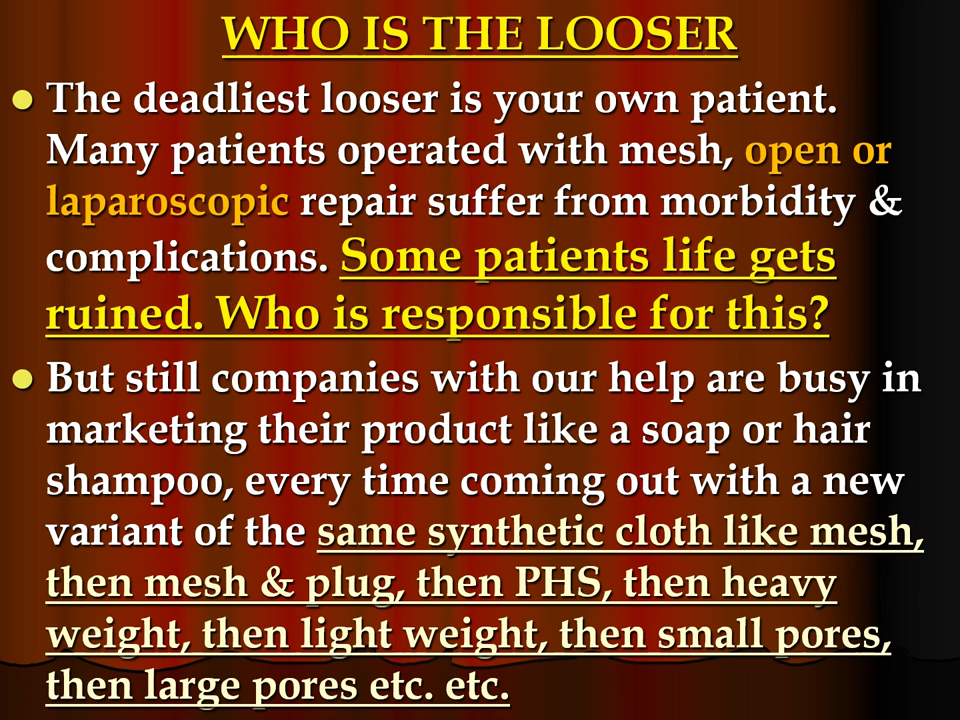 WHO IS THE LOOSER
● The deadliest looser is your own patient.
Many patients operated with mesh, open or
laparoscopic repair suffer from morbidity &
complications. Some patients life gets
ruined. Who is responsible for this?
● But still companies with our help are busy in
marketing their product like a soap or hair
shampoo, every time coming out with a new
variant of the same synthetic cloth like mesh,
then mesh & plug, then PHS, then heavy
weight, then light weight, then small pores,
then large pores etc. etc.